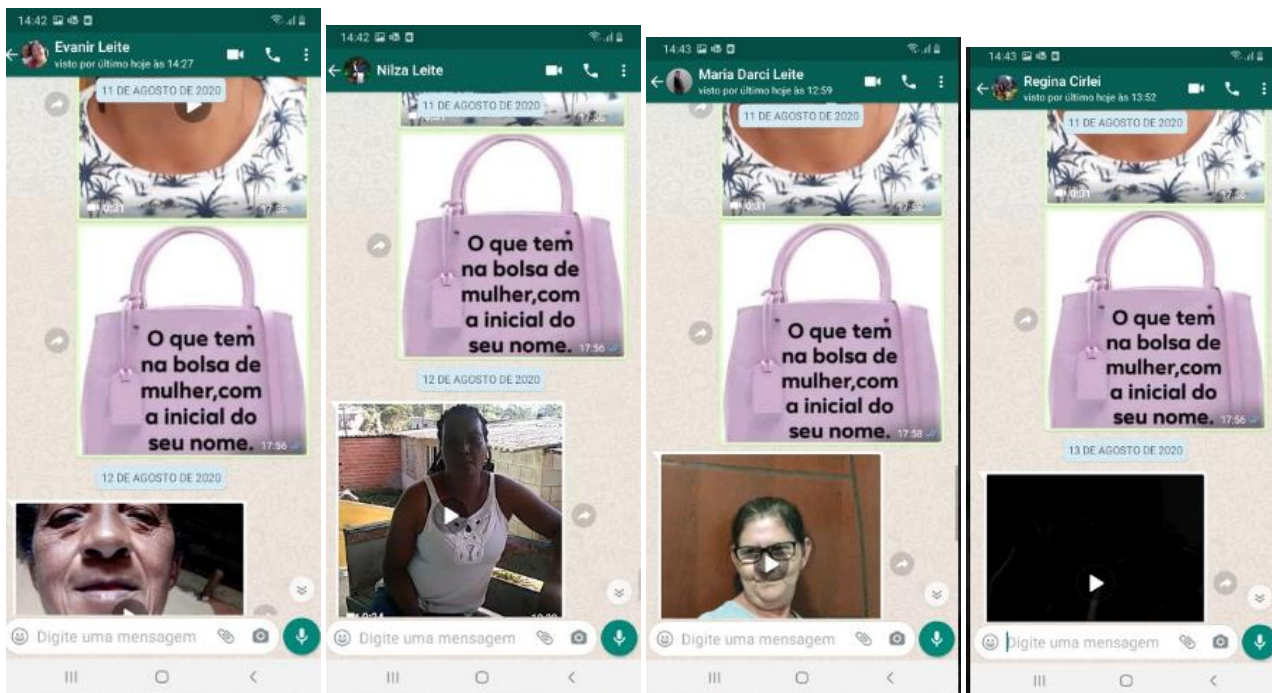 14:42
Evanir Leite
visto por último hoje às 14:27
11 DE AGOSTO DE 2020
0:31
17:36
O que tem
na bolsa de
mulher,com
a inicial do
seu nome. 17:56
12 DE AGOSTO DE 2020
Digite uma mensagem
14:42
Nilza Leite
11 DE AGOSTO DE 2020
O que tem
na bolsa de
mulher,com
a inicial do
seu nome. 17:56
12 DE AGOSTO DE 2020
Digite uma mensagem
14:43
Maria Darci Leite
visto por último hoje às 12:59
11 DE AGOSTO DE 2020
0:31
O que tem
na bolsa de
mulher,com
a inicial do
seu nome. 17:58
Digite uma mensagem
14:43
Regina Cirlei
visto por último hoje às 13:52
11 DE AGOSTO DE 2020
0:31
O que tem
na bolsa de
mulher,com
a inicial do
seu nome. 17:56
13 DE AGOSTO DE 2020
Digite uma mensagem